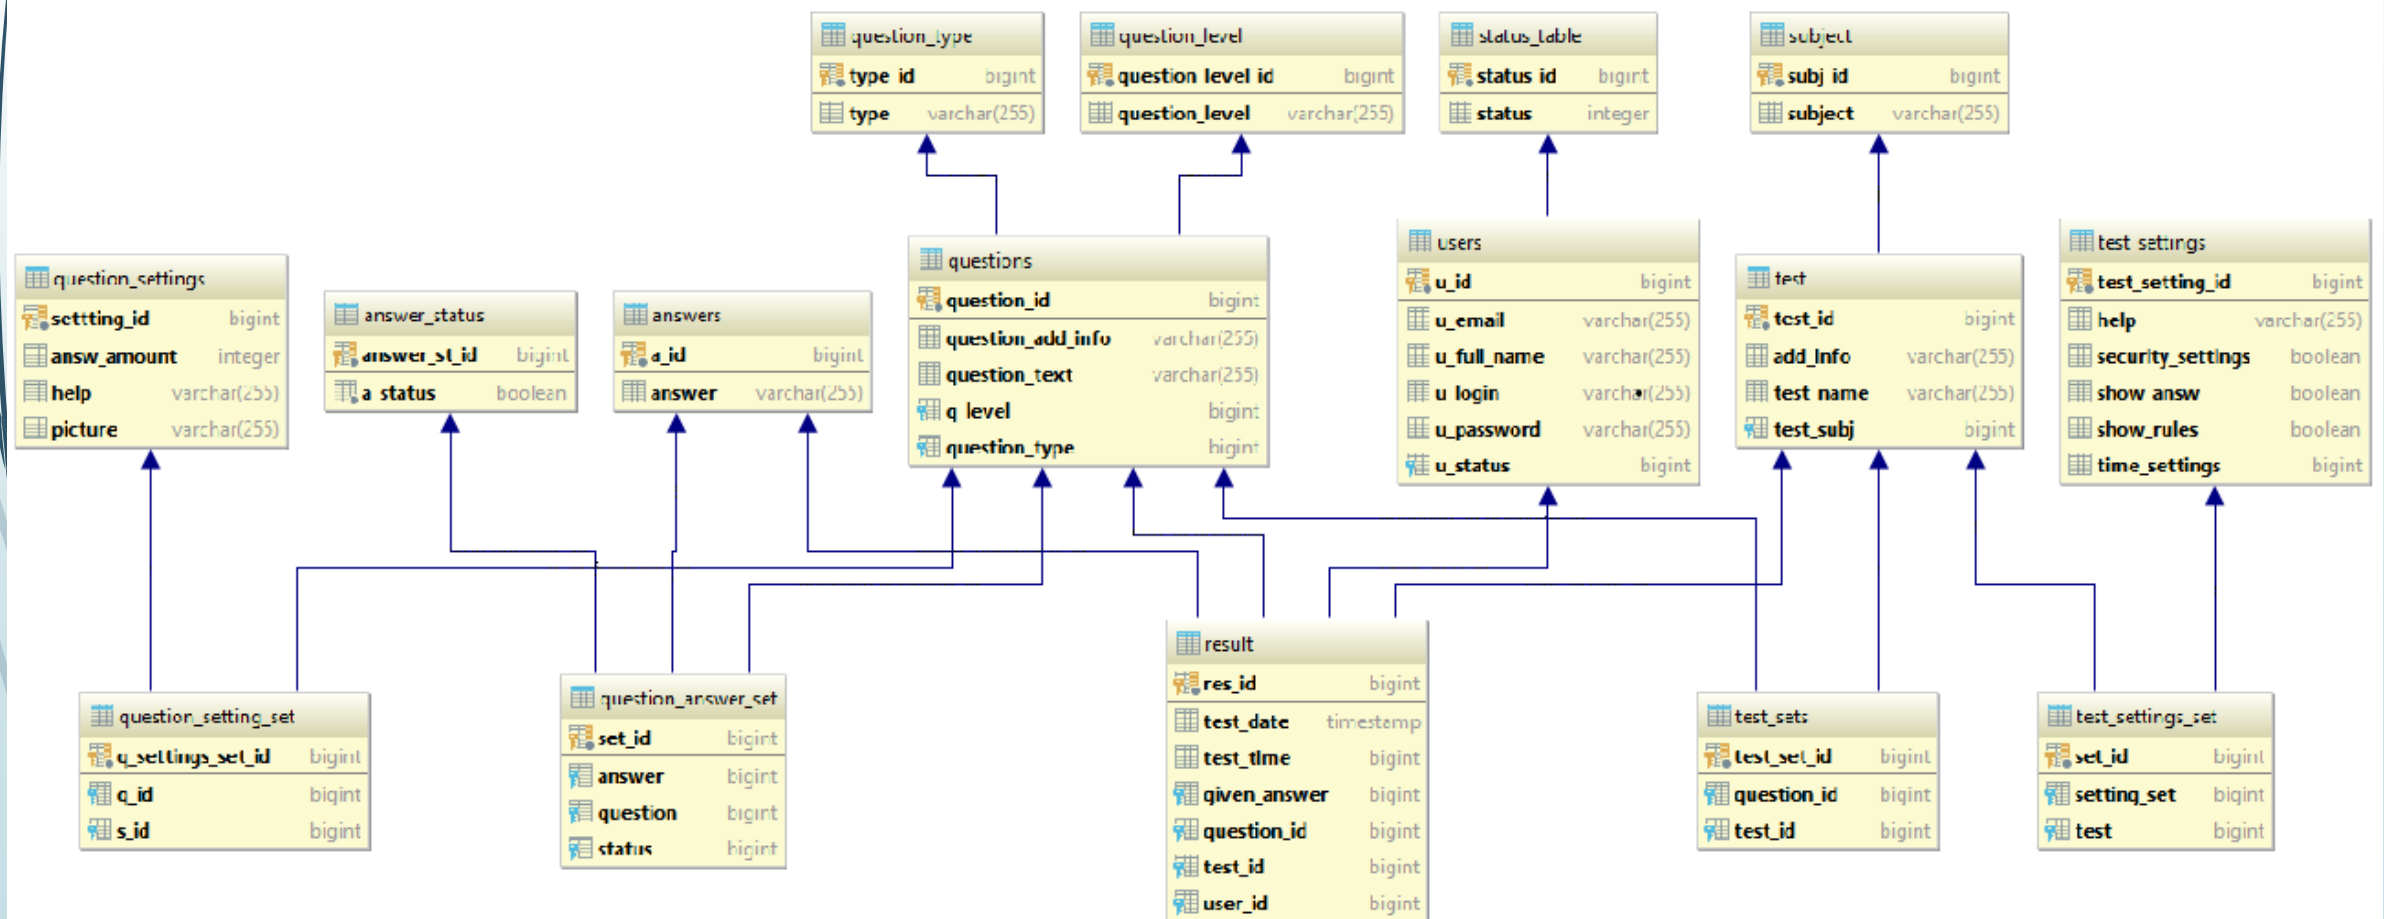 question_type
type_id bigint
type varchar(255)
question_level
question_level_id bigint
question_level varchar(255)
status_table
status_id bigint
status integer
subject
subj_id bigint
subject varchar(255)
question_settings
settting_id bigint
answ_amount integer
help varchar(255)
picture varchar(255)
answer_status
answer_st_id bigint
a_status boolean
answers
a_id bigint
answer varchar(255)
questions
question_id bigint
question_add_info varchar(255)
question_text varchar(255)
q_level bigint
question_type bigint
users
u_id bigint
u_email varchar(255)
u_full_name varchar(255)
u_login varchar(255)
u_password varchar(255)
u_status bigint
test
test_id bigint
add_info varchar(255)
test_name varchar(255)
test_subj bigint
test_settings
test_setting_id bigint
help varchar(255)
security_settings boolean
show_answ boolean
show_rules boolean
time_settings bigint
question_setting_set
q_settings_set_id bigint
q_id bigint
s_id bigint
question_answer_set
set_id bigint
answer bigint
question bigint
status bigint
result
res_id bigint
test_date timestamp
test_time bigint
given_answer bigint
question_id bigint
test_id bigint
user_id bigint
test_sets
test_set_id bigint
question_id bigint
test_id bigint
test_settings_set
set_id bigint
setting_set bigint
test bigint